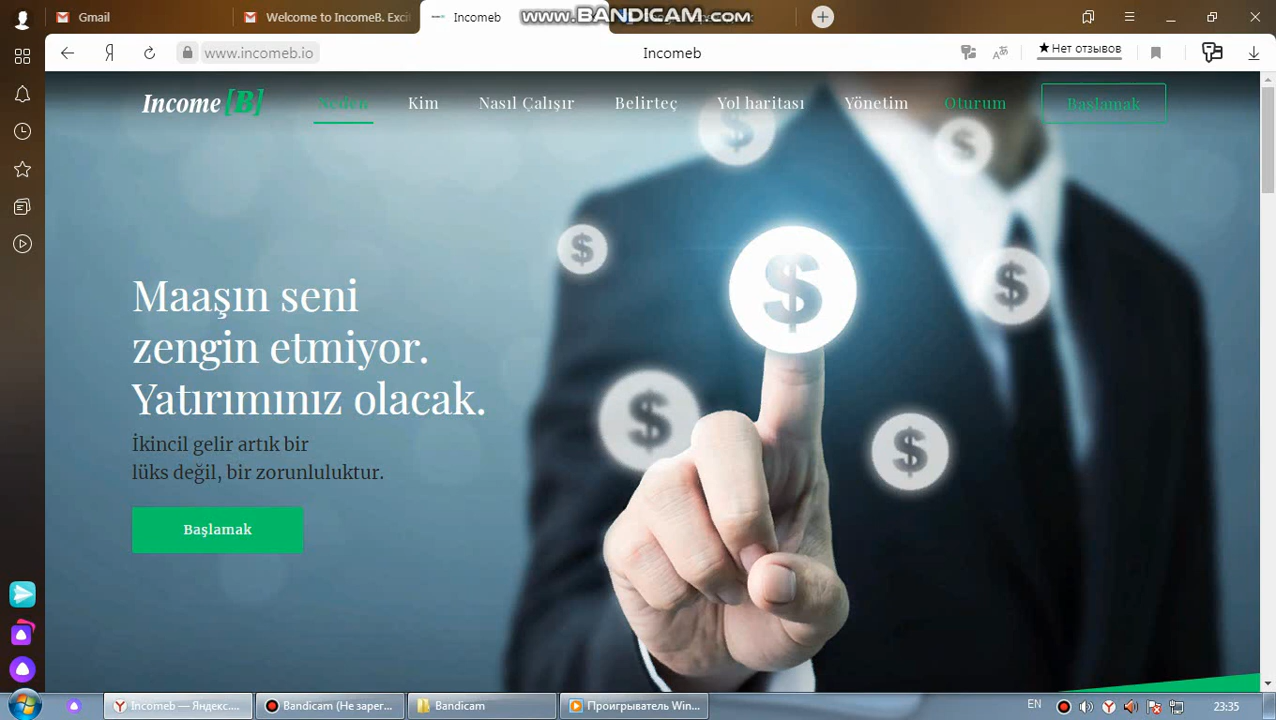 Gmail
Welcome to IncomeB. Exci
Incomeb
www.BANDICAM.com
www.incomeb.io
Incomeb
★Нет отзывов
Income [B]
Neden
Kim
Nasıl Çalışır
Belirteç
Yol haritası
Yönetim
Oturum
Başlamak
Maaşın seni
zengin etmiyor.
Yatırımınız olacak.
İkincil gelir artık bir
lüks değil, bir zorunluluktur.
Başlamak
Incomeb — Яндекс....
Bandicam (Не зарег...
Bandicam
Проигрыватель Win...
EN
23:35